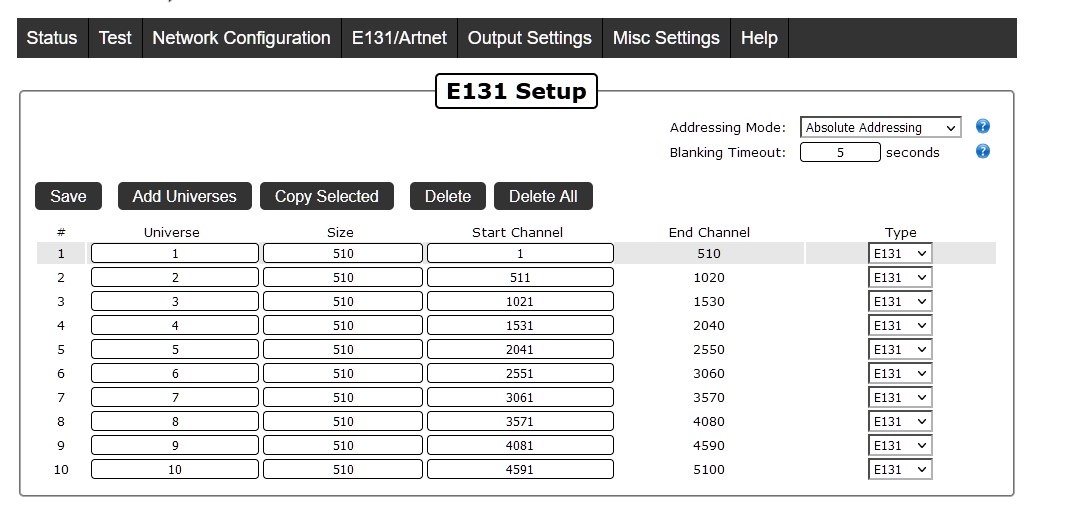 Status Test Network Configuration E131/Artnet Output Settings Misc Settings Help
E131 Setup
Addressing Mode: Absolute Addressing
Blanking Timeout: 5 seconds
Save Add Universes Copy Selected Delete Delete All
# Universe Size Start Channel End Channel Type
1 1 510 1 510 E131
2 2 510 511 1020 E131
3 3 510 1021 1530 E131
4 4 510 1531 2040 E131
5 5 510 2041 2550 E131
6 6 510 2551 3060 E131
7 7 510 3061 3570 E131
8 8 510 3571 4080 E131
9 9 510 4081 4590 E131
10 10 510 4591 5100 E131